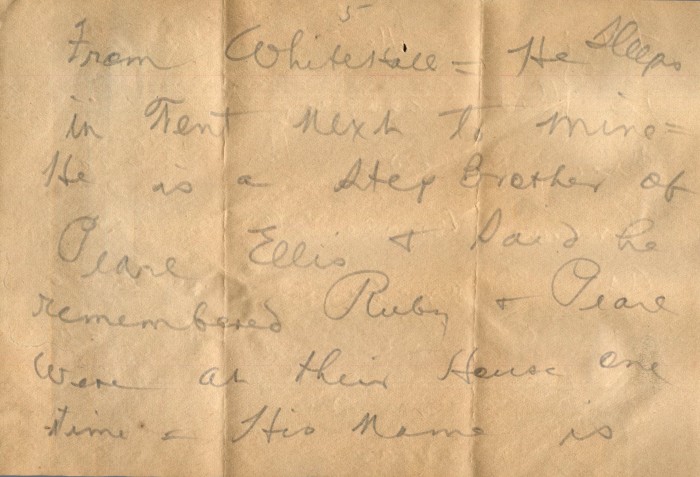 5
From WhiteHall = He Sleeps
in Tent Next to mine =
He is a Step Brother of
Pearl Ellis + Said he
remembered Ruby + Pearl
were at their House one
time = His Name is